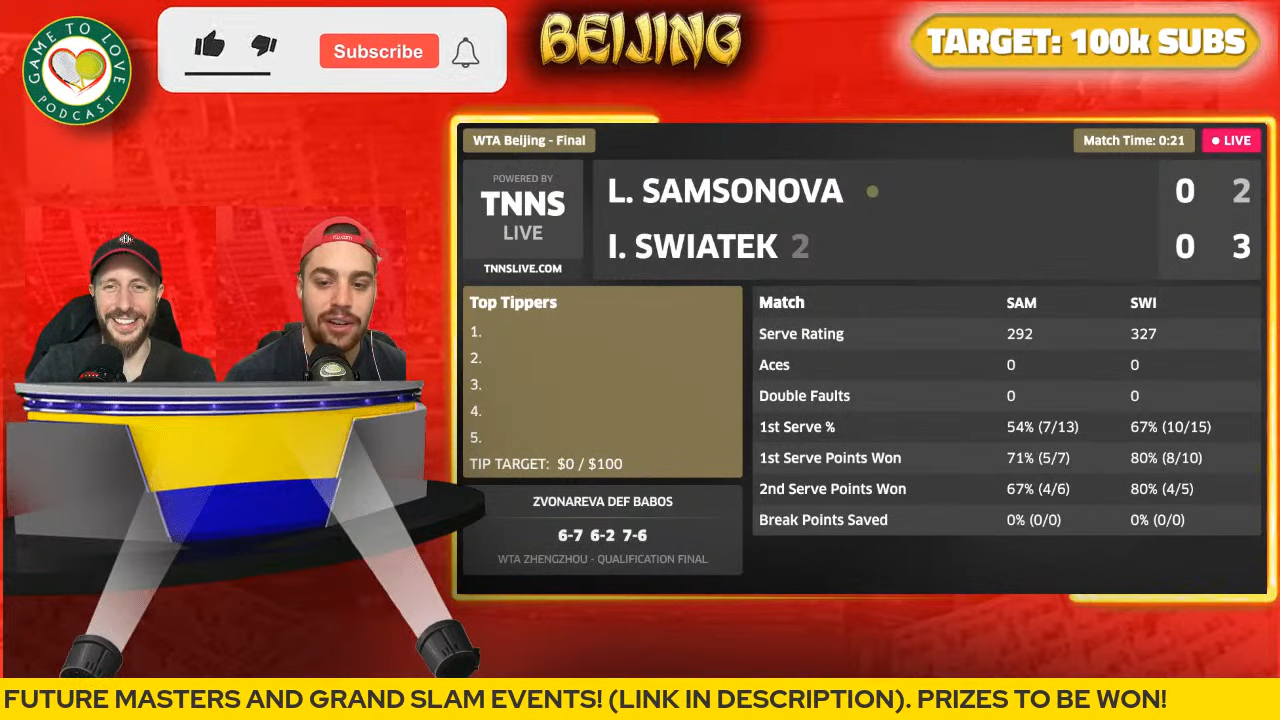 GAME TO LOVE
PODCAST
Subscribe
BEIJING
TARGET: 100k SUBS
WTA Beijing - Final
Match Time: 0:21
LIVE
POWERED BY
TNNS
LIVE
TNNSLIVE.COM
L. SAMSONOVA 0 2
I. SWIATEK 2 0 3
Top Tippers
1.
2.
3.
4.
5.
TIP TARGET: $0 / $100
ZVONAREVA DEF BABOS
6-7 6-2 7-6
WTA ZHENGZHOU - QUALIFICATION FINAL
Match SAM SWI
Serve Rating 292 327
Aces 0 0
Double Faults 0 0
1st Serve % 54% (7/13) 67% (10/15)
1st Serve Points Won 71% (5/7) 80% (8/10)
2nd Serve Points Won 67% (4/6) 80% (4/5)
Break Points Saved 0% (0/0) 0% (0/0)
FUTURE MASTERS AND GRAND SLAM EVENTS! (LINK IN DESCRIPTION). PRIZES TO BE WON!